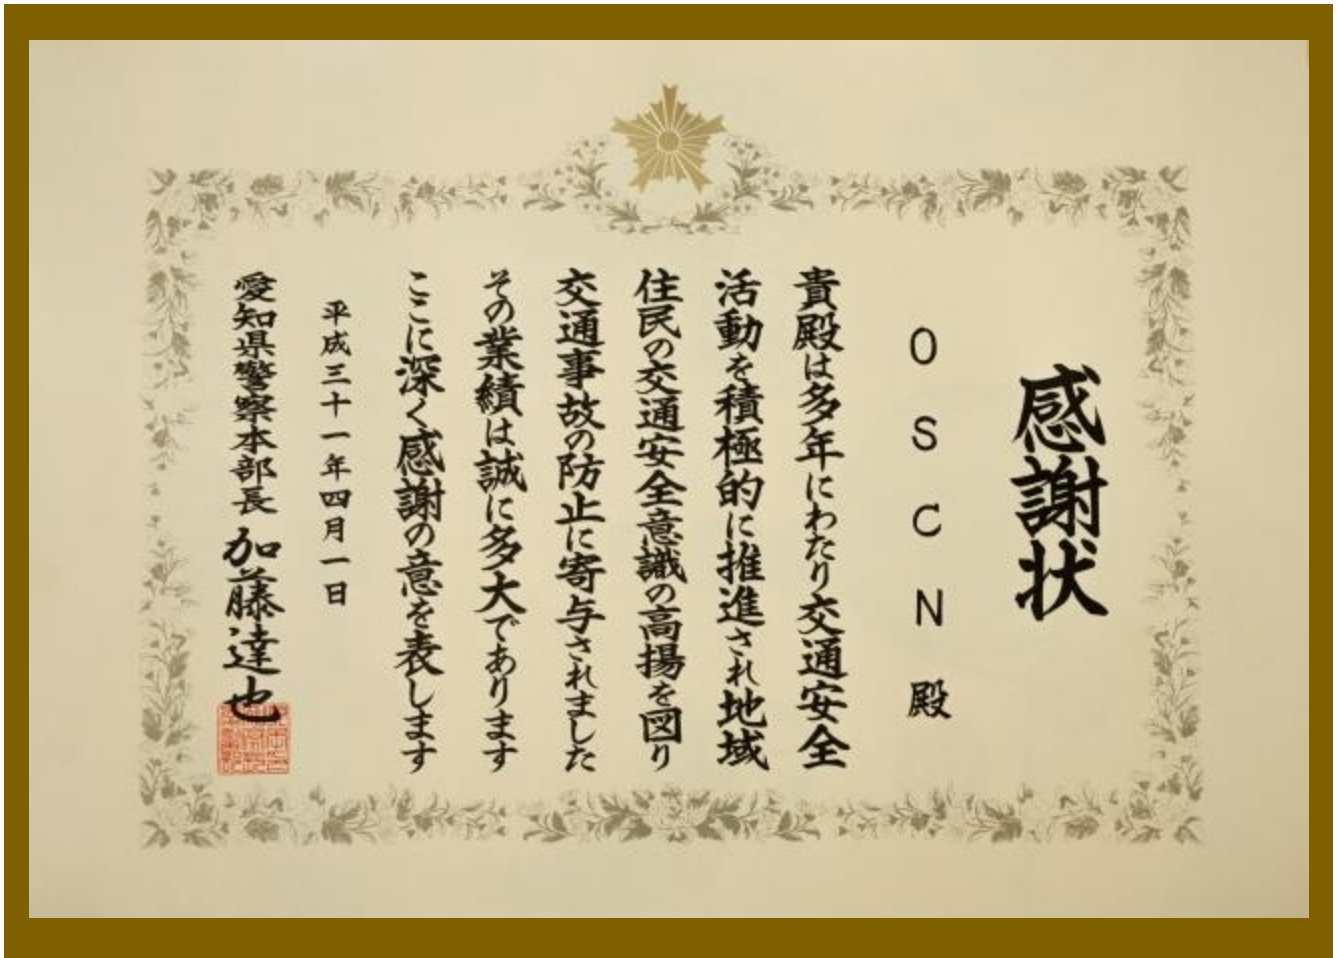 感謝状
OSCN殿
貴殿は多年にわたり交通安全
活動を積極的に推進され地域
住民の交通安全意識の高揚を図り
交通事故の防止に寄与されました
その業績は誠に多大であります
ここに深く感謝の意を表します
平成三十一年四月一日
愛知県警察本部長 加藤達也